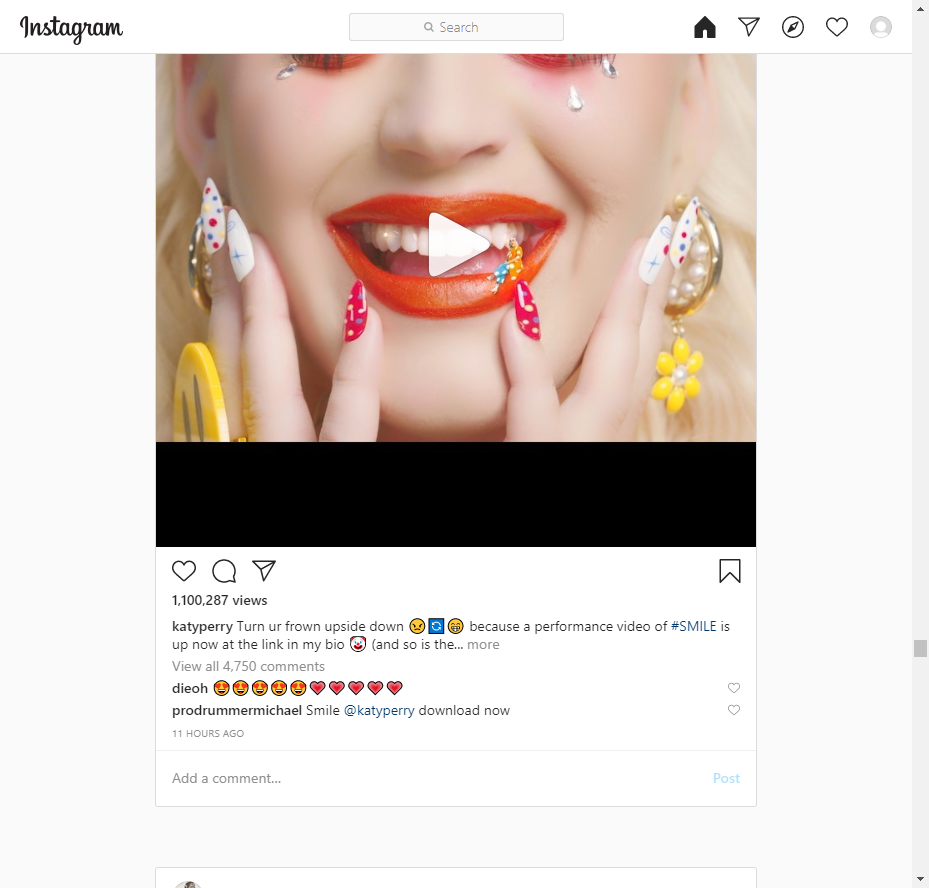 Instagram
Search
1,100,287 views
katyperry Turn ur frown upside down 😠🔄😁 because a performance video of #SMILE is
up now at the link in my bio 🤡 (and so is the... more
View all 4,750 comments
dieoh 😍😍😍😍😍💗💗💗💗💗
prodrummermichael Smile @katyperry download now
11 HOURS AGO
Add a comment... Post